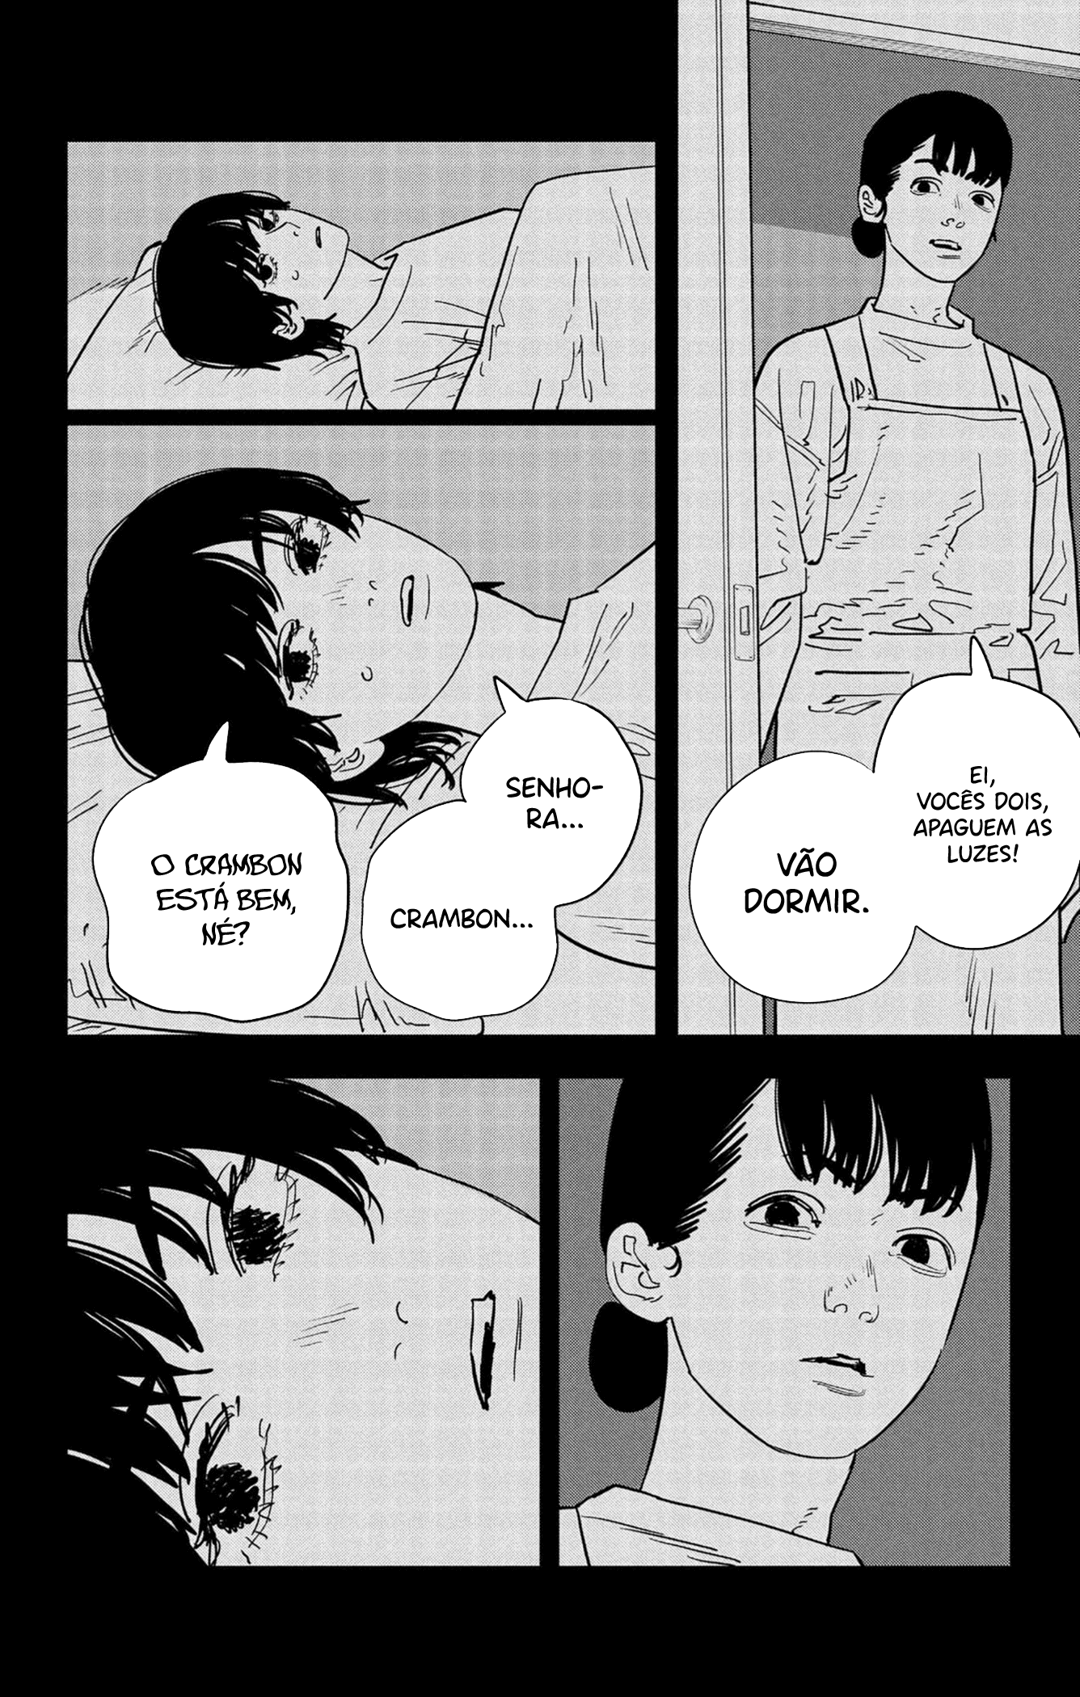 EI,
VOCÊS DOIS,
APAGUEM AS
LUZES!
VÃO
DORMIR.
SENHO-
RA...
CRAMBON...
O CRAMBON
ESTÁ BEM,
NÉ?